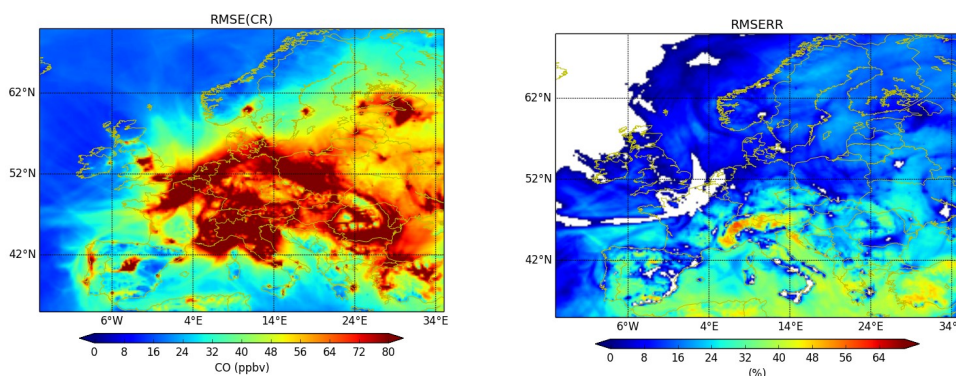 RMSE(CR)
62°N
52°N
42°N
6°W 4°E 14°E 24°E 34°E
0 8 16 24 32 40 48 56 64 72 80
CO (ppbv)
RMSERR
62°N
52°N
42°N
6°W 4°E 14°E 24°E 34°
0 8 16 24 32 40 48 56 64
(%)